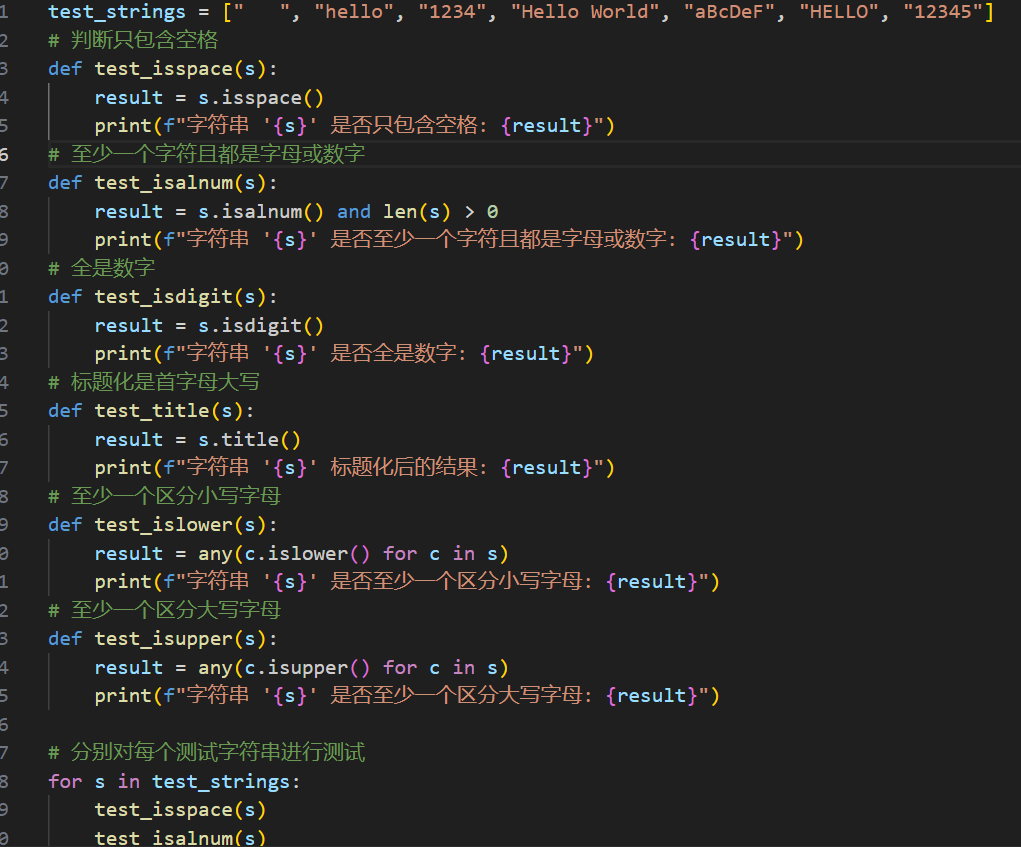 1 test_strings = ["   ", "hello", "1234", "Hello World", "aBcDeF", "HELLO", "12345"]
2 # 判断只包含空格
3 def test_isspace(s):
4     result = s.isspace()
5     print(f"字符串 '{s}' 是否只包含空格: {result}")
6 # 至少一个字符且都是字母或数字
7 def test_isalnum(s):
8     result = s.isalnum() and len(s) > 0
9     print(f"字符串 '{s}' 是否至少一个字符且都是字母或数字: {result}")
0 # 全是数字
1 def test_isdigit(s):
2     result = s.isdigit()
3     print(f"字符串 '{s}' 是否全是数字: {result}")
4 # 标题化是首字母大写
5 def test_title(s):
6     result = s.title()
7     print(f"字符串 '{s}' 标题化后的结果: {result}")
8 # 至少一个区分小写字母
9 def test_islower(s):
0     result = any(c.islower() for c in s)
1     print(f"字符串 '{s}' 是否至少一个区分小写字母: {result}")
2 # 至少一个区分大写字母
3 def test_isupper(s):
4     result = any(c.isupper() for c in s)
5     print(f"字符串 '{s}' 是否至少一个区分大写字母: {result}")
6
7 # 分别对每个测试字符串进行测试
8 for s in test_strings:
9     test_isspace(s)
0     test_isalnum(s)